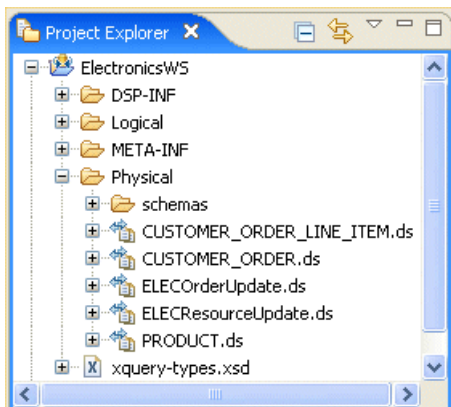 Project Explorer
ElectronicsWS
DSP-INF
Logical
META-INF
Physical
schemas
CUSTOMER_ORDER_LINE_ITEM.ds
CUSTOMER_ORDER.ds
ELECOrderUpdate.ds
ELECResourceUpdate.ds
PRODUCT.ds
xquery-types.xsd